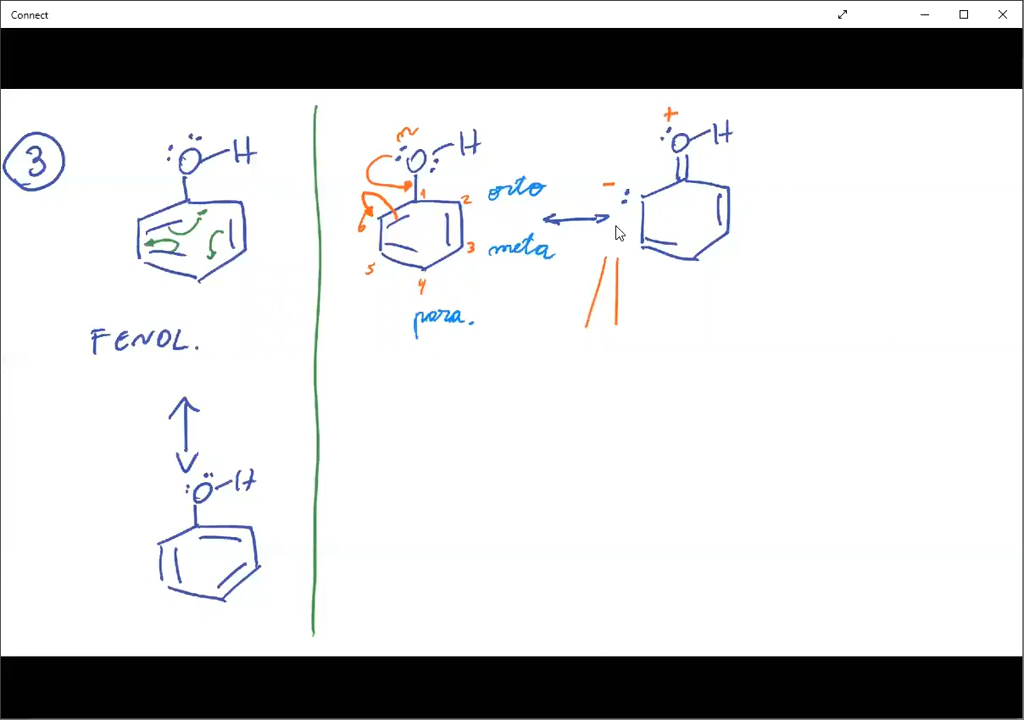 Connect
3
O H
FENOL.
O H
O H
1
2 orto
3 meta
4
5
6
para.
+
O H
−